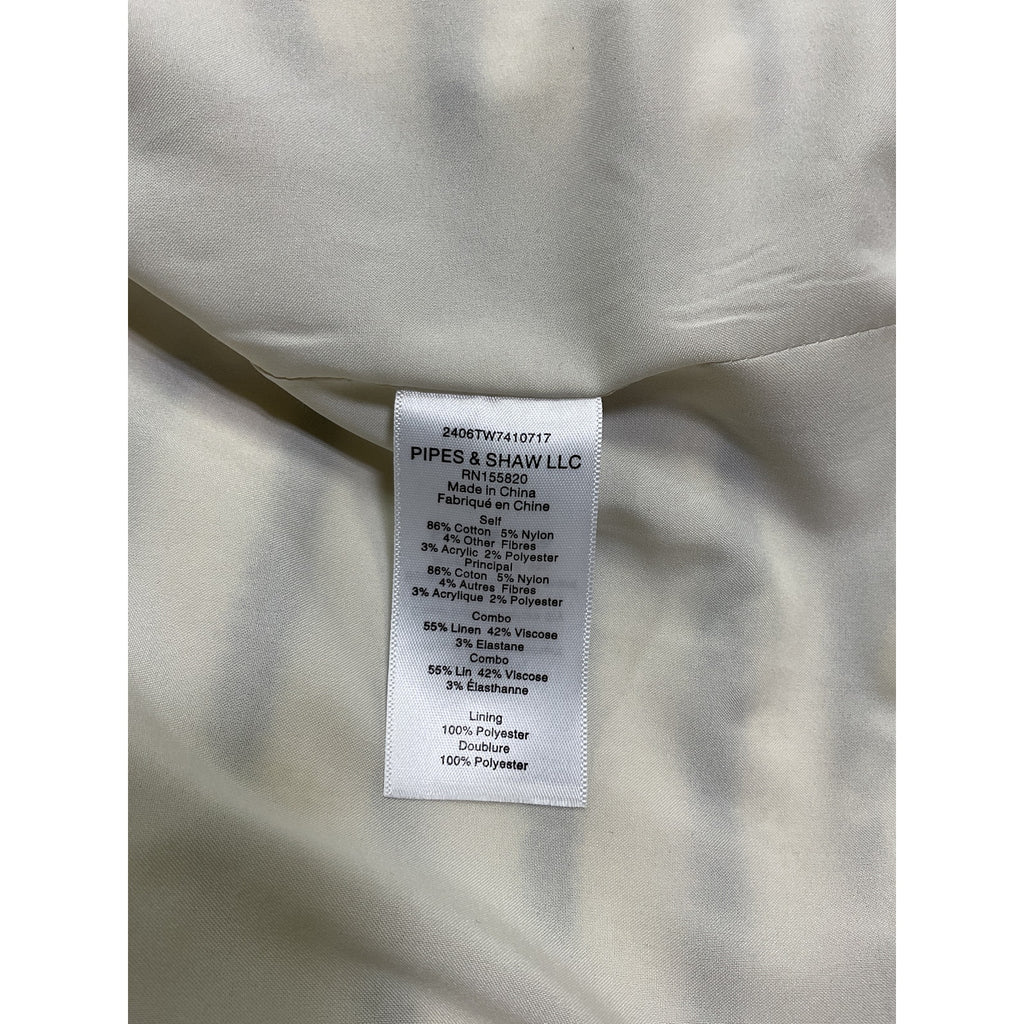 2406TW7410717
PIPES & SHAW LLC
RN155820
Made in China
Fabriqué en Chine
Self
86% Cotton 5% Nylon
4% Other Fibres
3% Acrylic 2% Polyester
Principal
86% Coton 5% Nylon
4% Autres Fibres
3% Acrylique 2% Polyester
Combo
55% Linen 42% Viscose
3% Elastane
Combo
55% Lin 42% Viscose
3% Élasthanne
Lining
100% Polyester
Doublure
100% Polyester